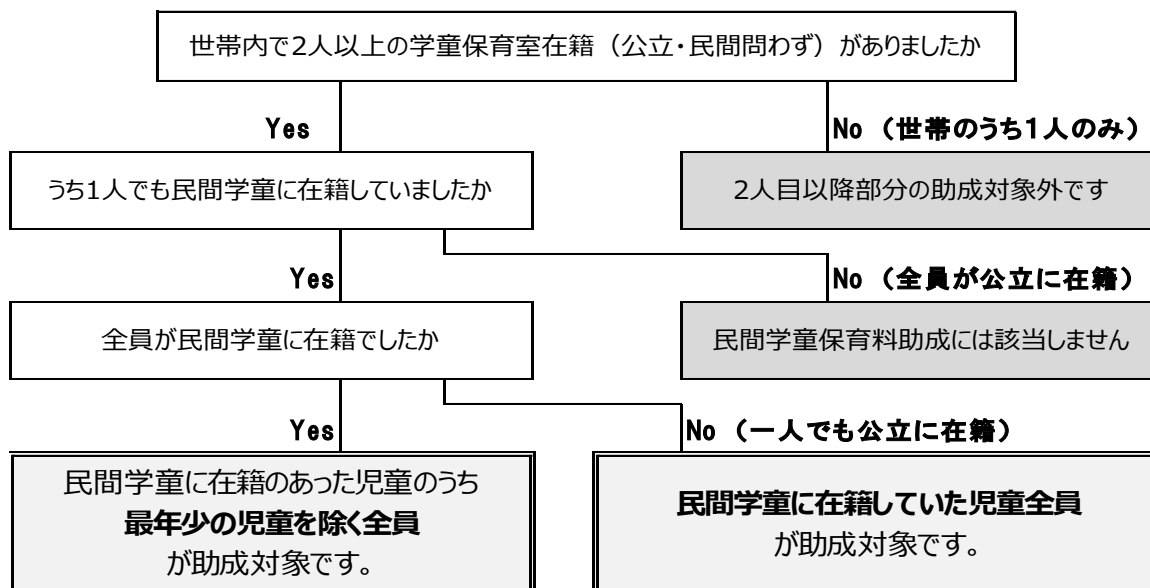 世帯内で2人以上の学童保育室在籍（公立・民間問わず）がありましたか
Yes
No （世帯のうち1人のみ）
うち1人でも民間学童に在籍していましたか
2人目以降部分の助成対象外です
Yes
No （全員が公立に在籍）
全員が民間学童に在籍でしたか
民間学童保育料助成には該当しません
Yes
No （一人でも公立に在籍）
民間学童に在籍のあった児童のうち
最年少の児童を除く全員
が助成対象です。
民間学童に在籍していた児童全員
が助成対象です。